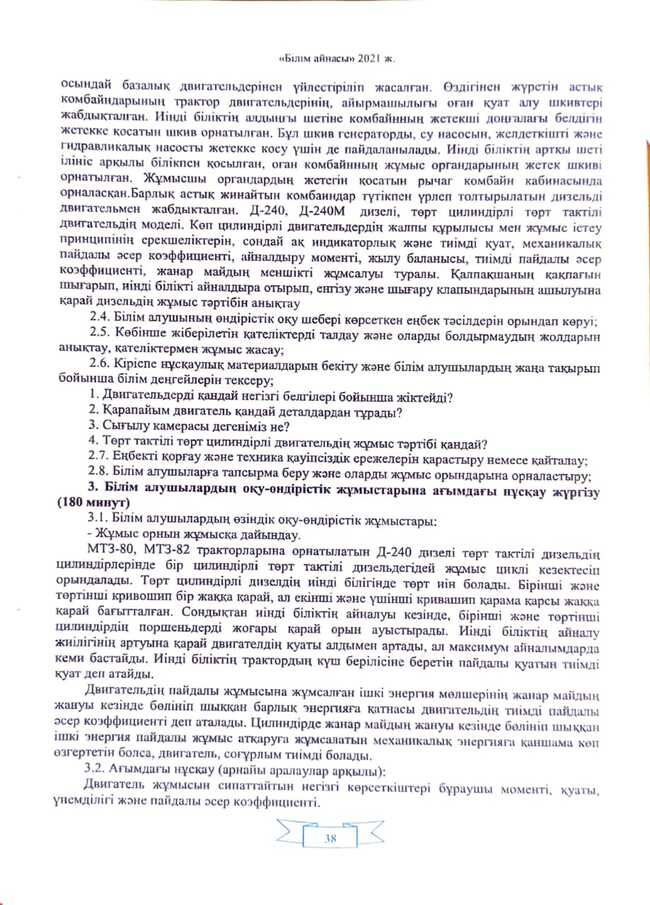 «Білім айнасы» 2021 ж.
осындай базалық двигательдерінен үйлестіріліп жасалған. Өздігінен жүретін астық
комбайндарының трактор двигательдерінің, айырмашылығы оған қуат алу шкивтері
жабдықталған. Иінді біліктің алдыңғы шетіне комбайнның жетекші доңғалағы белдігін
жетекке қосатын шкив орнатылған. Бұл шкив генераторды, су насосын, желдеткішті және
гидравликалық насосты жетекке косу үшін де пайдаланылады. Иінді біліктің артқы шеті
ілініс арқылы білікпен қосылған, оған комбайнның жұмыс органдарының жетек шкиві
орнатылған. Жұмысшы органдардың жетегін қосатын рычаг комбайн кабинасында
орналасқан.Барлық астық жинайтын комбаиндар түтікпен үрлеп толтырылатын дизельді
двигательмен жабдықталған. Д-240, Д-240М дизелі, төрт цилиндірлі төрт тактілі
двигательдің моделі. Көп цилиндірлі двигательдердің жалпы құрылысы мен жұмыс істеу
принципінің ерекшеліктерін, сондай ақ индикаторлық және тиімді қуат, механикалық
пайдалы әсер коэффициенті, айналдыру моменті, жылу балансы, тиімді пайдалы әсер
коэффициенті, жанар майдың меншікті жұмсалуы туралы. Қалпақшаның қақпағын
шығарып, иінді білікті айналдыра отырып, енгізу және шығару клапындарының ашылуына
қарай дизельдің жұмыс тәртібін анықтау
2.4. Білім алушының өндірістік оқу шебері көрсеткен еңбек тәсілдерін орындап көруі;
2.5. Көбінше жіберілетін қателіктерді талдау және оларды болдырмаудың жолдарын
анықтау, қателіктермен жұмыс жасау;
2.6. Кіріспе нұсқаулық материалдарын бекіту және білім алушылардың жаңа тақырып
бойынша білім деңгейлерін тексеру;
1. Двигательдерді қандай негізгі белгілері бойынша жіктейді?
2. Қарапайым двигатель қандай деталдардан тұрады?
3. Сығылу камерасы дегеніміз не?
4. Төрт тактілі төрт цилиндірлі двигательдің жұмыс тәртібі қандай?
2.7. Еңбекті қорғау және техника қауіпсіздік ережелерін қарастыру немесе қайталау;
2.8. Білім алушыларға тапсырма беру және оларды жұмыс орындарына орналастыру;
3. Білім алушылардың оқу-өндірістік жұмыстарына ағымдағы нұсқау жүргізу
(180 минут)
3.1. Білім алушылардың өзіндік оқу-өндірістік жұмыстары:
- Жұмыс орнын жұмысқа дайындау.
МТЗ-80, МТЗ-82 тракторларына орнатылатын Д-240 дизелі төрт тактілі дизельдің
цилиндірлерінде бір цилиндірлі төрт тактілі дизельдегідей жұмыс циклі кезектесіп
орындалады. Төрт цилиндірлі дизелдің иінді білігінде төрт иін болады. Бірінші және
төртінші кривошип бір жаққа қарай, ал екінші және үшінші кривашип қарама қарсы жаққа
қарай бағытталған. Сондықтан иінді біліктің айналуы кезінде, бірінші және төртінші
цилиндірдің поршеньдерді жоғары қарай орын ауыстырады. Иінді біліктің айналу
жиілігінің артуына қарай двигателдің қуаты алдымен артады, ал максимум айналымдарда
кеми бастайды. Иінді біліктің трактордың күш берілісіне беретін пайдалы қуатын тиімді
қуат деп атайды.
Двигательдің пайдалы жұмысына жұмсалған ішкі энергия мөлшерінің жанар майдың
жануы кезінде бөлініп шыққан барлық энергияға қатнасы двигательдің тиімді пайдалы
әсер коэффициенті деп аталады. Цилиндірде жанар майдың жануы кезінде бөлініп шыққан
ішкі энергия пайдалы жұмыс атқаруға жұмсалатын механикалық энергияға қаншама көп
өзгертетін болса, двигатель, соғұрлым тиімді болады.
3.2. Ағымдағы нұсқау (арнайы аралаулар арқылы):
Двигатель жұмысын сипаттайтын негізгі көрсеткіштері бұраушы моменті, қуаты,
үнемділігі және пайдалы әсер коэффициенті.
38